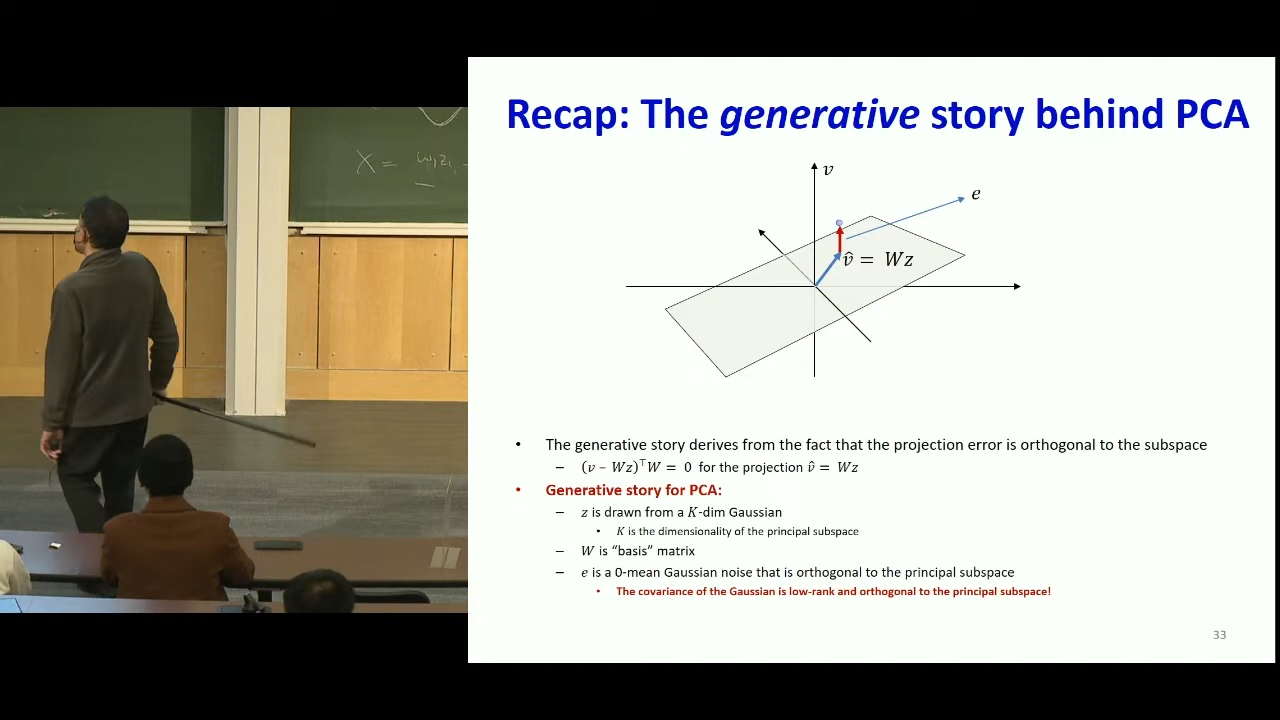 X = w₁z₁
Recap: The generative story behind PCA
v
e
v̂ = Wz
• The generative story derives from the fact that the projection error is orthogonal to the subspace
– (v – Wz)ᵀW = 0 for the projection v̂ = Wz
• Generative story for PCA:
– z is drawn from a K-dim Gaussian
• K is the dimensionality of the principal subspace
– W is “basis” matrix
– e is a 0-mean Gaussian noise that is orthogonal to the principal subspace
• The covariance of the Gaussian is low-rank and orthogonal to the principal subspace!
33